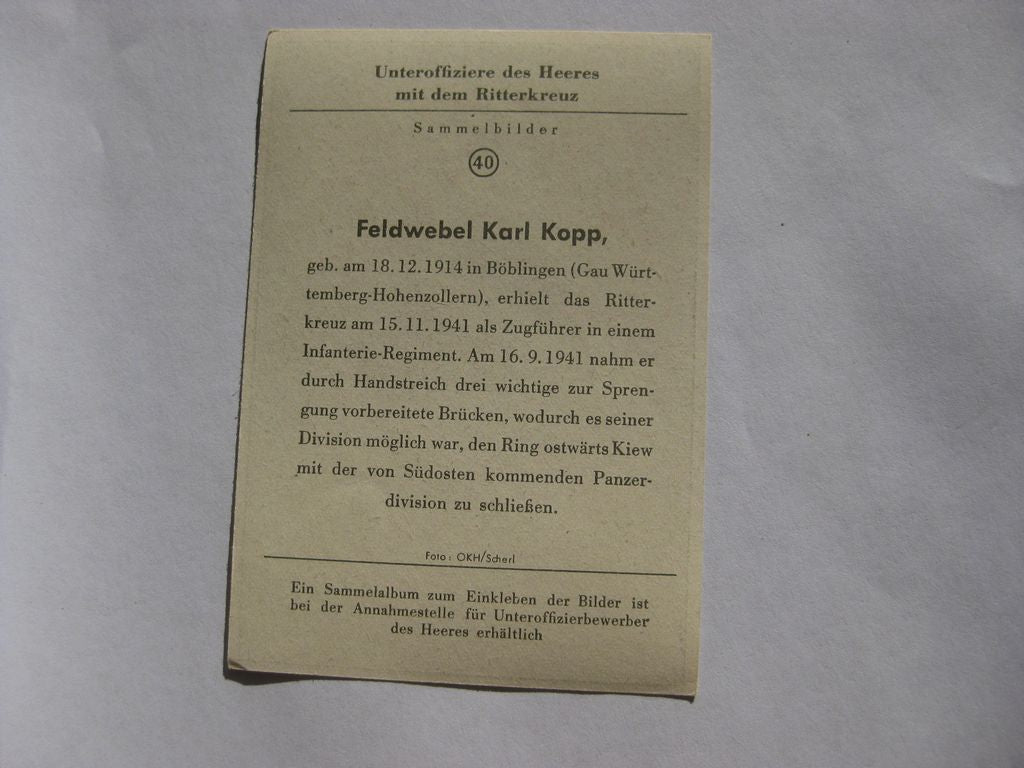 Unteroffiziere des Heeres
mit dem Ritterkreuz
Sammelbilder
40
Feldwebel Karl Kopp,
geb. am 18. 12. 1914 in Böblingen (Gau Würt-
temberg-Hohenzollern), erhielt das Ritter-
kreuz am 15. 11. 1941 als Zugführer in einem
Infanterie-Regiment. Am 16. 9. 1941 nahm er
durch Handstreich drei wichtige zur Spren-
gung vorbereitete Brücken, wodurch es seiner
Division möglich war, den Ring ostwärts Kiew
mit der von Südosten kommenden Panzer-
division zu schließen.
Foto: OKH/Scherl
Ein Sammelalbum zum Einkleben der Bilder ist
bei der Annahmestelle für Unteroffizierbewerber
des Heeres erhältlich